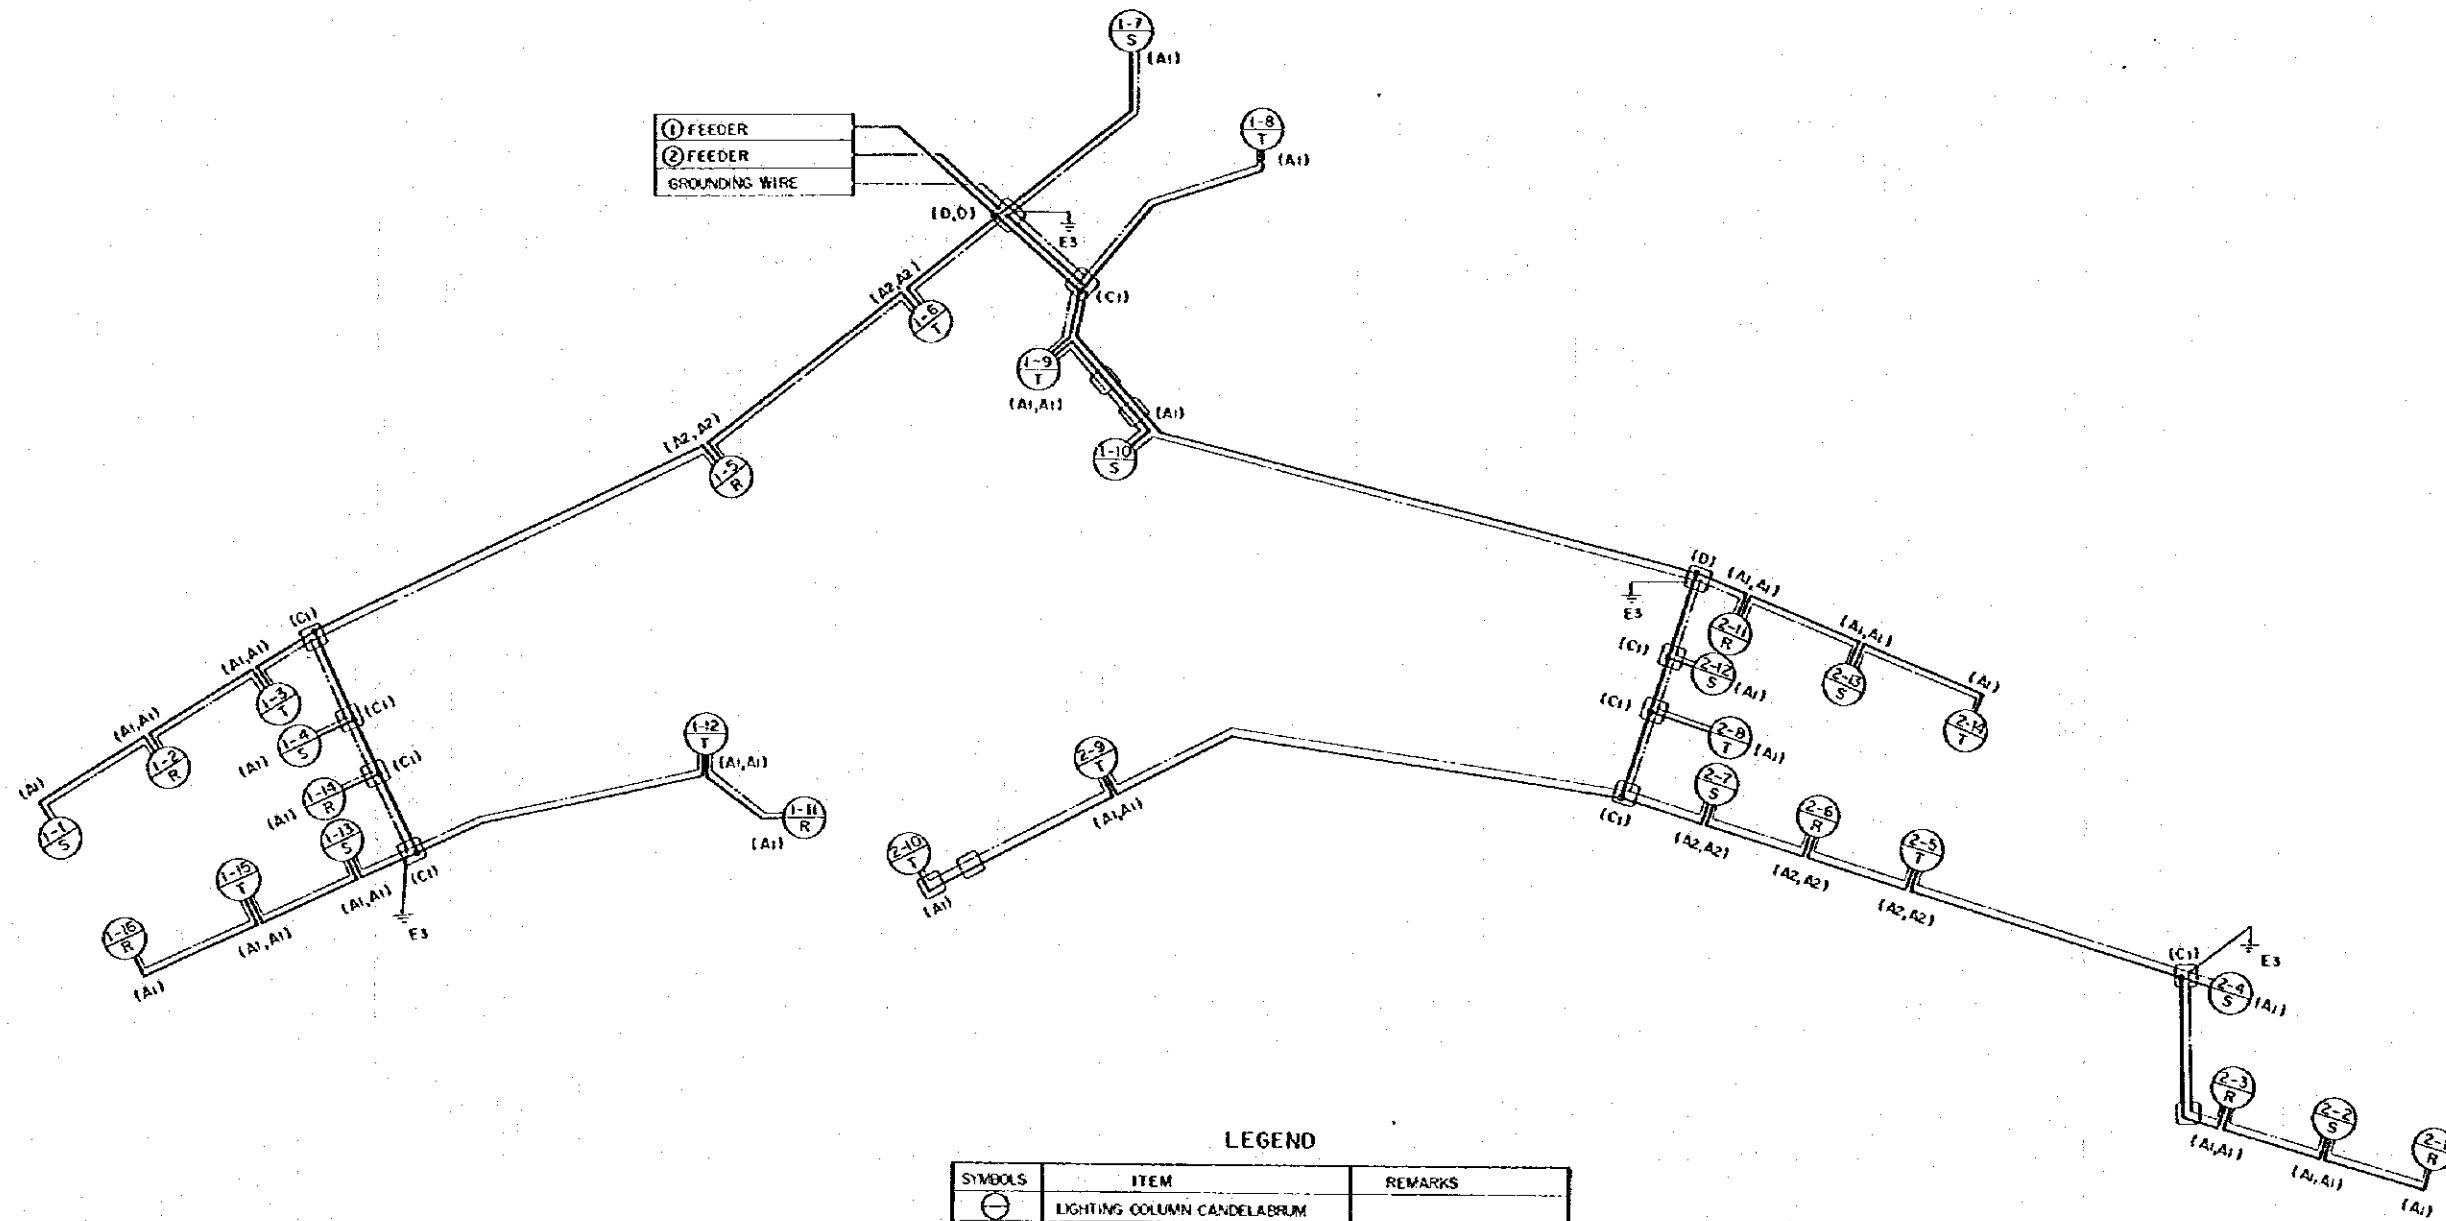 1-7
S
(A1)
1-8
T
(A1)
① FEEDER
② FEEDER
GROUNDING WIRE
(D,D)
E3
(C1)
(A2,A2)
1-6
T
1-9
T
(A1,A1)
(A1)
1-10
S
(A2,A2)
1-5
R
(D)
(A1,A1)
E3
2-11
R
(A1,A1)
(C1)
2-12
S
(A1)
2-13
S
(A1)
(C1)
2-8
T
(A1)
2-14
T
(C1)
(A1,A1)
1-3
T
(C1)
1-4
S
(A1)
(A1,A1)
1-2
R
(A1)
1-1
S
(C1)
1-14
R
(A1)
1-13
S
1-12
T
(A1,A1)
1-11
R
(A1)
2-9
T
(A1,A1)
2-10
T
(A1)
2-7
S
(C1)
(A2,A2)
2-6
R
(A2,A2)
2-5
T
(A2,A2)
1-15
T
(A1,A1)
(C1)
E3
1-16
R
(A1,A1)
(A1)
(C1)
E3
2-4
S
(A1)
2-3
R
(A1,A1)
2-2
S
(A1,A1)
R
(A1)
LEGEND
SYMBOLS ITEM REMARKS
LIGHTING COLUMN CANDELABRUM